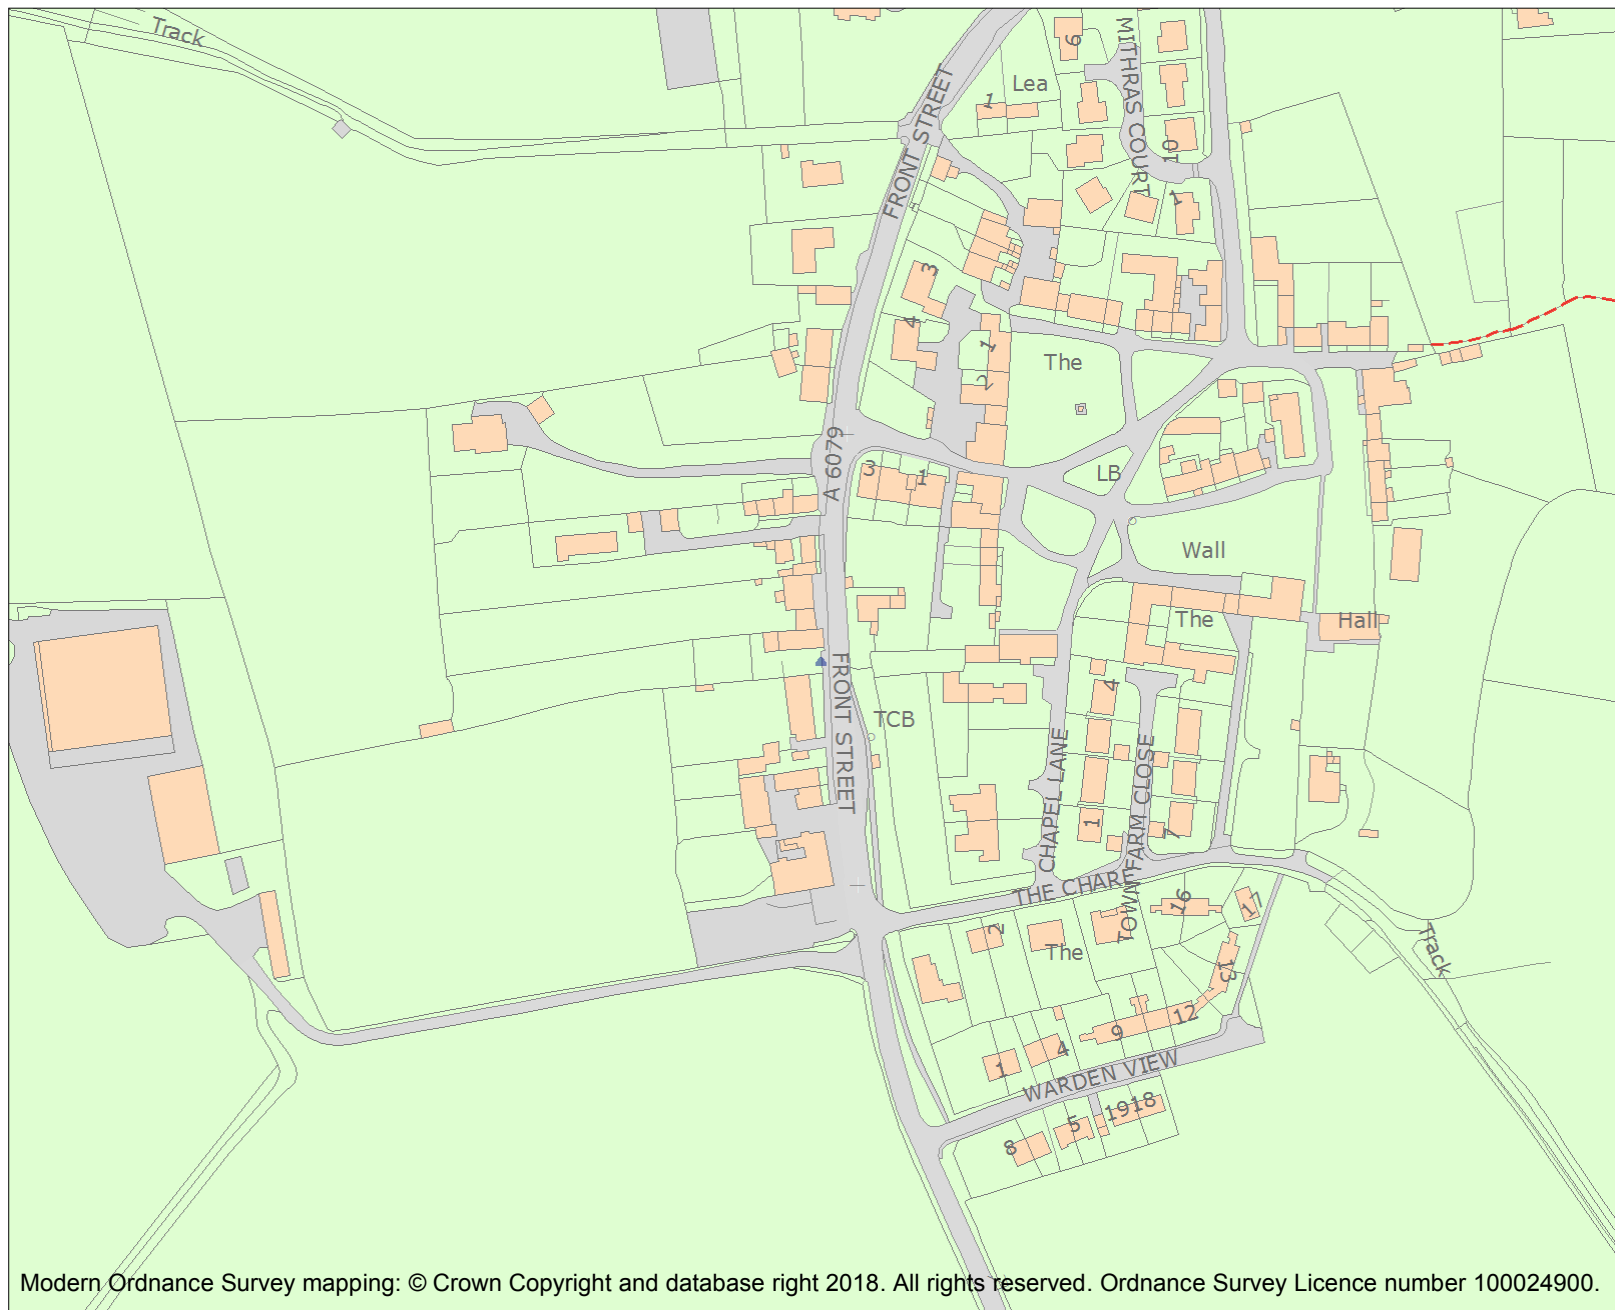 Track
FRONT STREET
Lea
1
6
MITHRAS COURT
10
1
3
4
1
2
The
A 6079
3
1
LB
Wall
The
Hall
FRONT STREET
TCB
4
CHAPEL LANE
TOWN FARM CLOSE
1
7
THE CHARE
16
17
2
The
13
Track
12
9
4
1
WARDEN VIEW
1918
5
8
Modern Ordnance Survey mapping: © Crown Copyright and database right 2018. All rights reserved. Ordnance Survey Licence number 100024900.